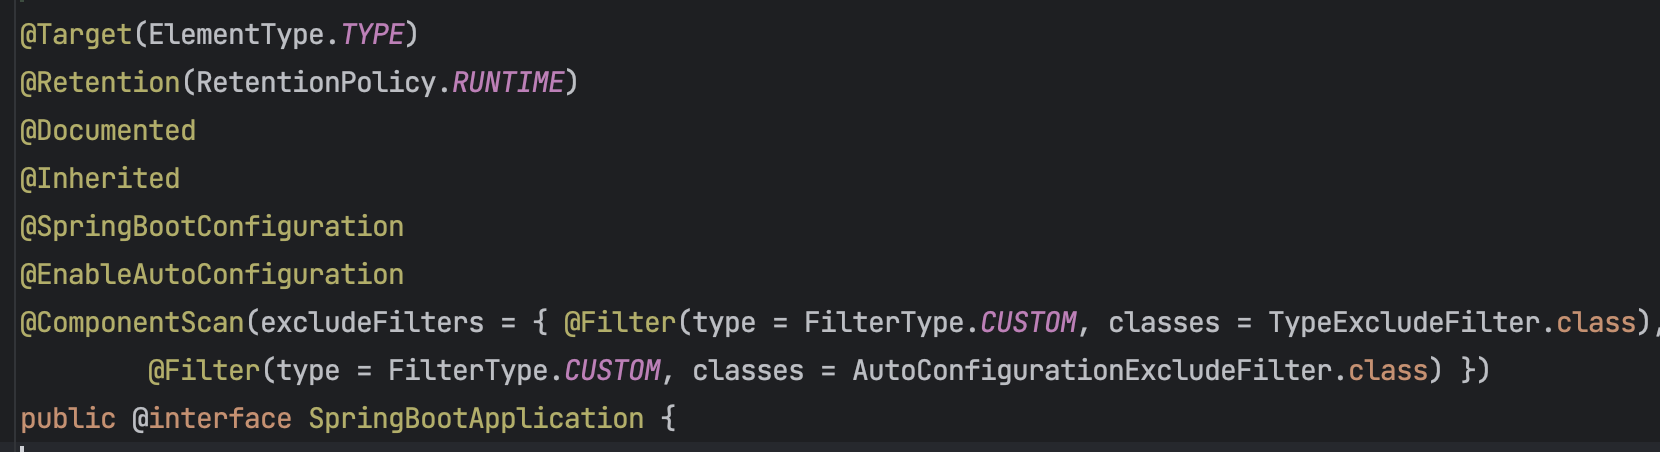 @Target(ElementType.TYPE)
@Retention(RetentionPolicy.RUNTIME)
@Documented
@Inherited
@SpringBootConfiguration
@EnableAutoConfiguration
@ComponentScan(excludeFilters = { @Filter(type = FilterType.CUSTOM, classes = TypeExcludeFilter.class),
        @Filter(type = FilterType.CUSTOM, classes = AutoConfigurationExcludeFilter.class) })
public @interface SpringBootApplication {